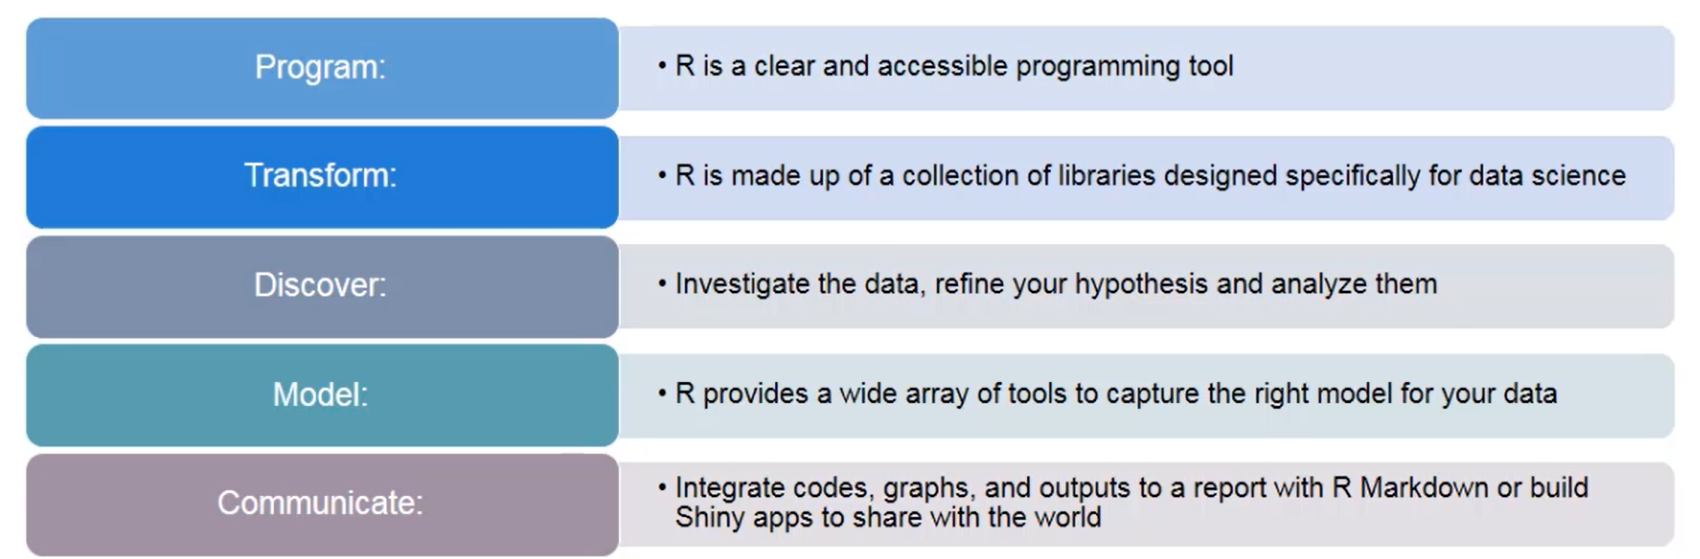 Program:
• R is a clear and accessible programming tool
Transform:
• R is made up of a collection of libraries designed specifically for data science
Discover:
• Investigate the data, refine your hypothesis and analyze them
Model:
• R provides a wide array of tools to capture the right model for your data
Communicate:
• Integrate codes, graphs, and outputs to a report with R Markdown or build
Shiny apps to share with the world